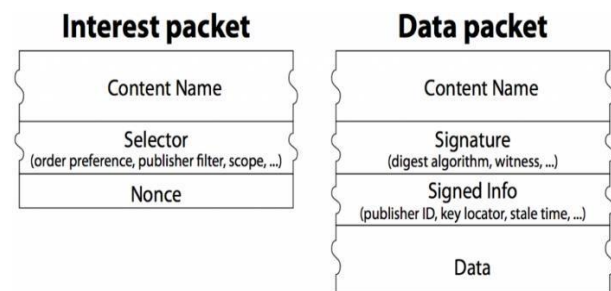 Interest packet
Content Name
Selector
(order preference, publisher filter, scope, ...)
Nonce
Data packet
Content Name
Signature
(digest algorithm, witness, ...)
Signed Info
(publisher ID, key locator, stale time, ...)
Data